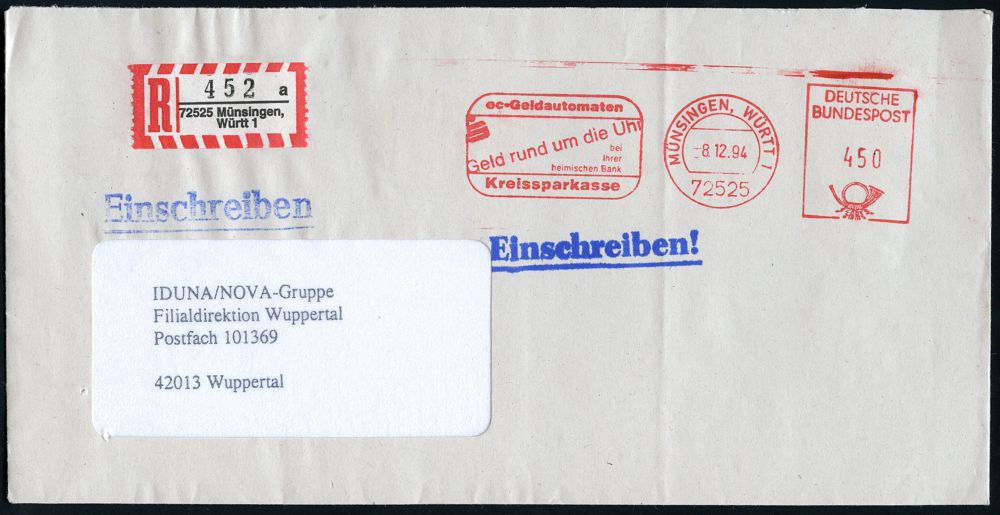 R 452 a
72525 Münsingen,
Württ 1
Einschreiben
ec-Geldautomaten
Geld rund um die Uhr
bei
Ihrer
heimischen Bank
Kreissparkasse
MÜNSINGEN, WÜRTT 1
-8.12.94
72525
DEUTSCHE
BUNDESPOST
450
Einschreiben!
IDUNA/NOVA-Gruppe
Filialdirektion Wuppertal
Postfach 101369
42013 Wuppertal